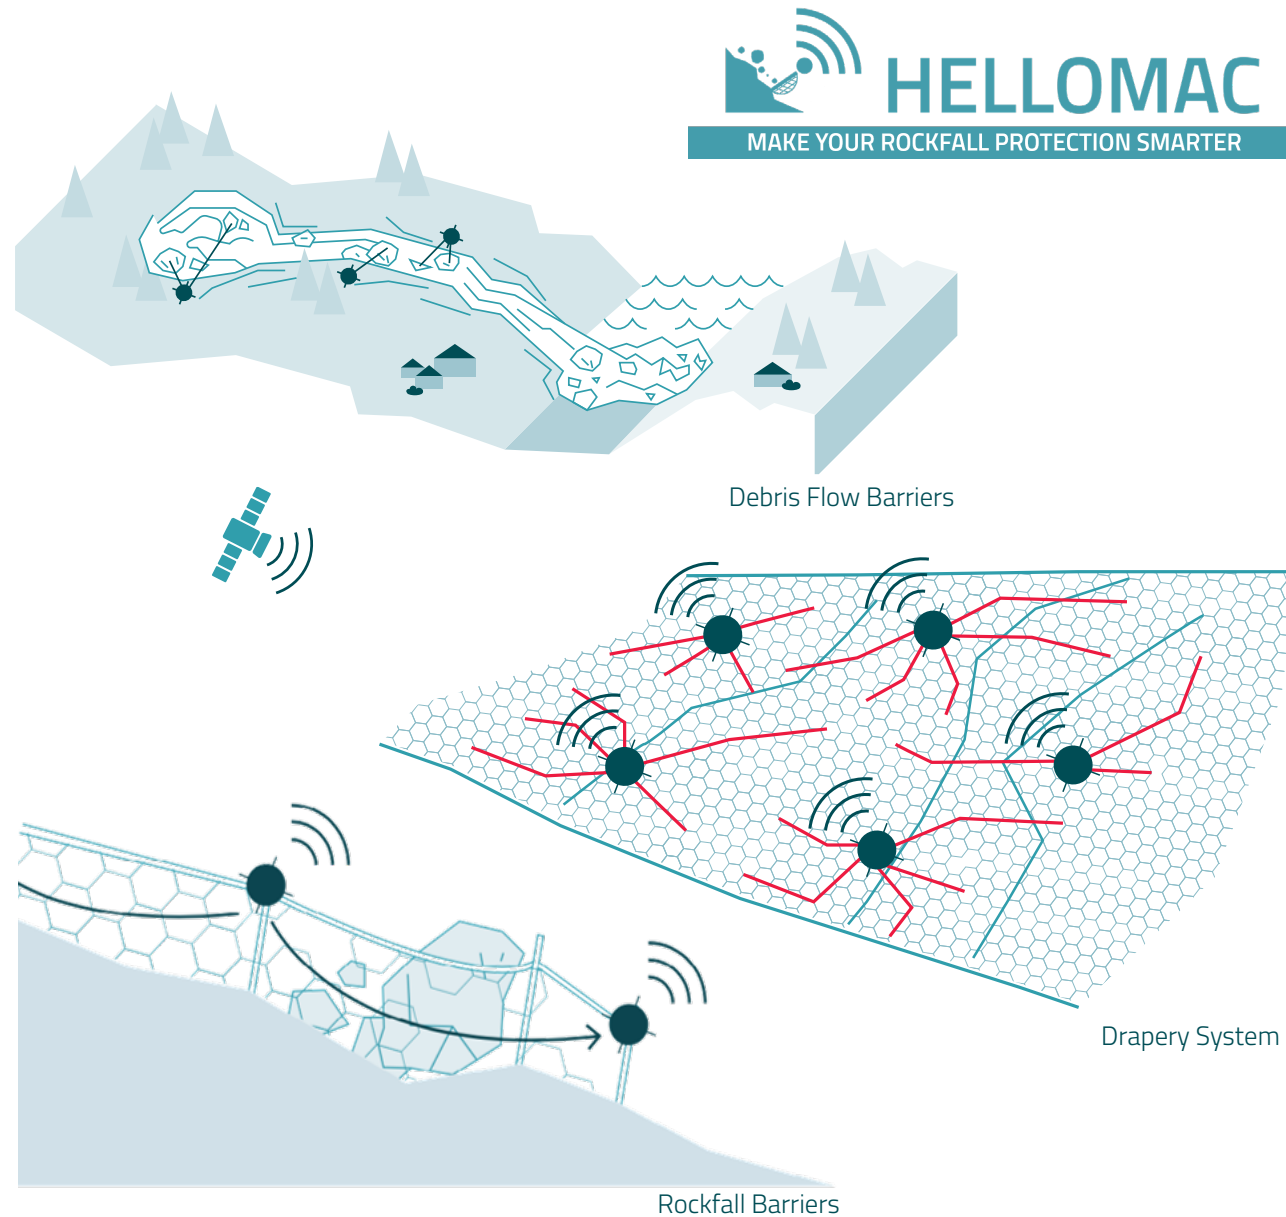 HELLOMAC
MAKE YOUR ROCKFALL PROTECTION SMARTER
Debris Flow Barriers
Drapery System
Rockfall Barriers